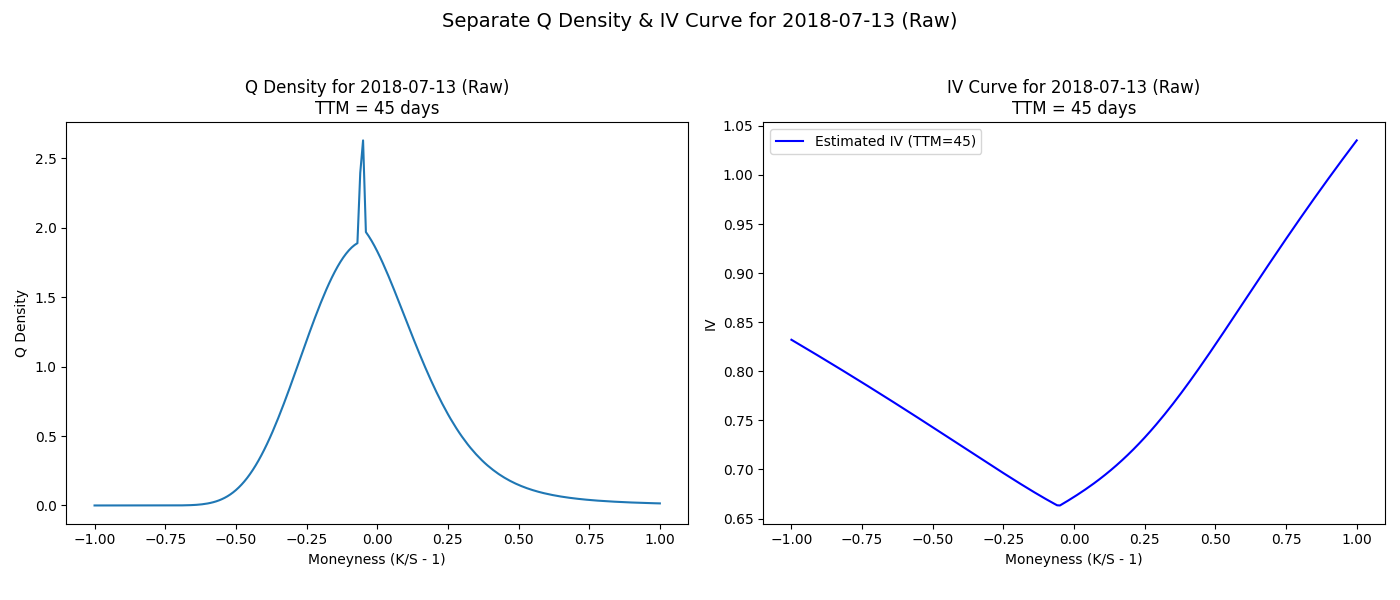 Separate Q Density & IV Curve for 2018-07-13 (Raw)
Q Density for 2018-07-13 (Raw)
TTM = 45 days
Q Density
2.5
2.0
1.5
1.0
0.5
0.0
−1.00 −0.75 −0.50 −0.25 0.00 0.25 0.50 0.75 1.00
Moneyness (K/S - 1)
IV Curve for 2018-07-13 (Raw)
TTM = 45 days
Estimated IV (TTM=45)
IV
1.05
1.00
0.95
0.90
0.85
0.80
0.75
0.70
0.65
−1.00 −0.75 −0.50 −0.25 0.00 0.25 0.50 0.75 1.00
Moneyness (K/S - 1)